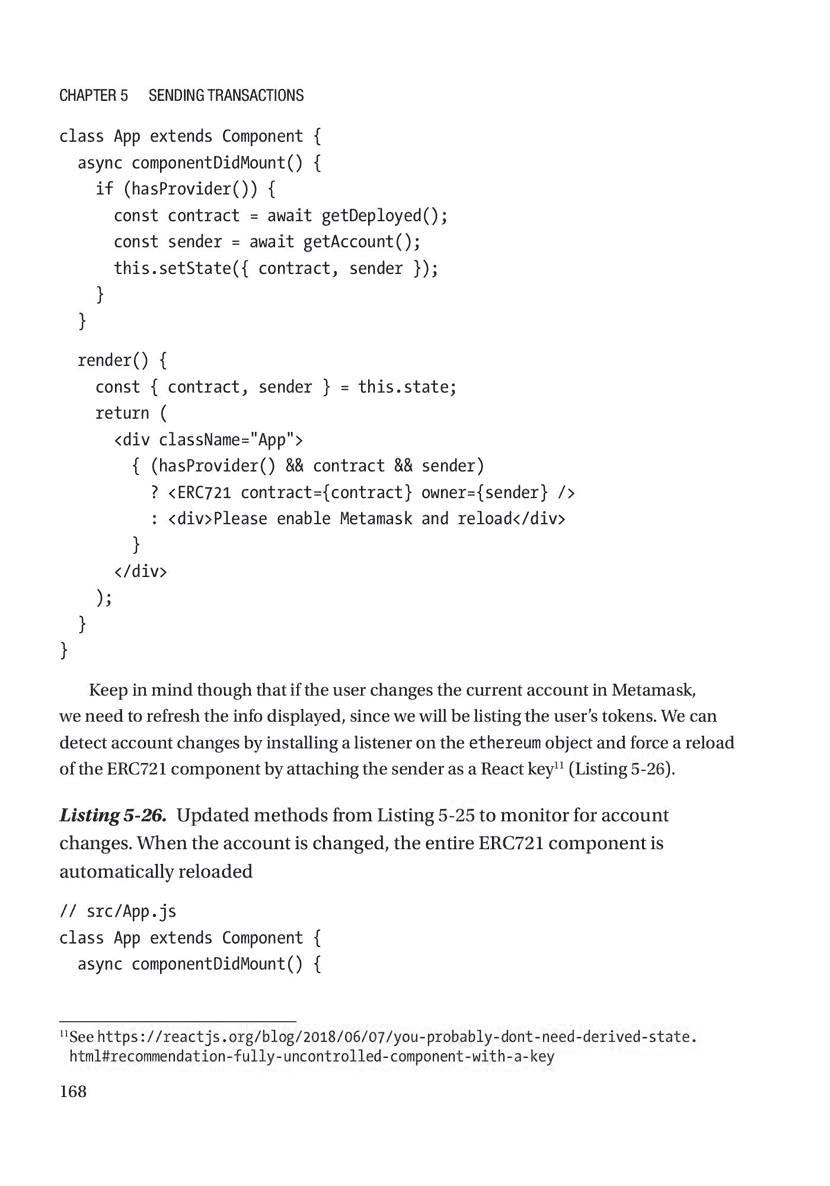 CHAPTER 5 SENDING TRANSACTIONS
class App extends Component {
  async componentDidMount() {
    if (hasProvider()) {
      const contract = await getDeployed();
      const sender = await getAccount();
      this.setState({ contract, sender });
    }
  }
  render() {
    const { contract, sender } = this.state;
    return (
      <div className="App">
        { (hasProvider() && contract && sender)
          ? <ERC721 contract={contract} owner={sender} />
          : <div>Please enable Metamask and reload</div>
        }
      </div>
    );
  }
}
Keep in mind though that if the user changes the current account in Metamask,
we need to refresh the info displayed, since we will be listing the user’s tokens. We can
detect account changes by installing a listener on the ethereum object and force a reload
of the ERC721 component by attaching the sender as a React key¹¹ (Listing 5-26).
Listing 5-26. Updated methods from Listing 5-25 to monitor for account
changes. When the account is changed, the entire ERC721 component is
automatically reloaded
// src/App.js
class App extends Component {
  async componentDidMount() {
¹¹See https://reactjs.org/blog/2018/06/07/you-probably-dont-need-derived-state.
html#recommendation-fully-uncontrolled-component-with-a-key
168